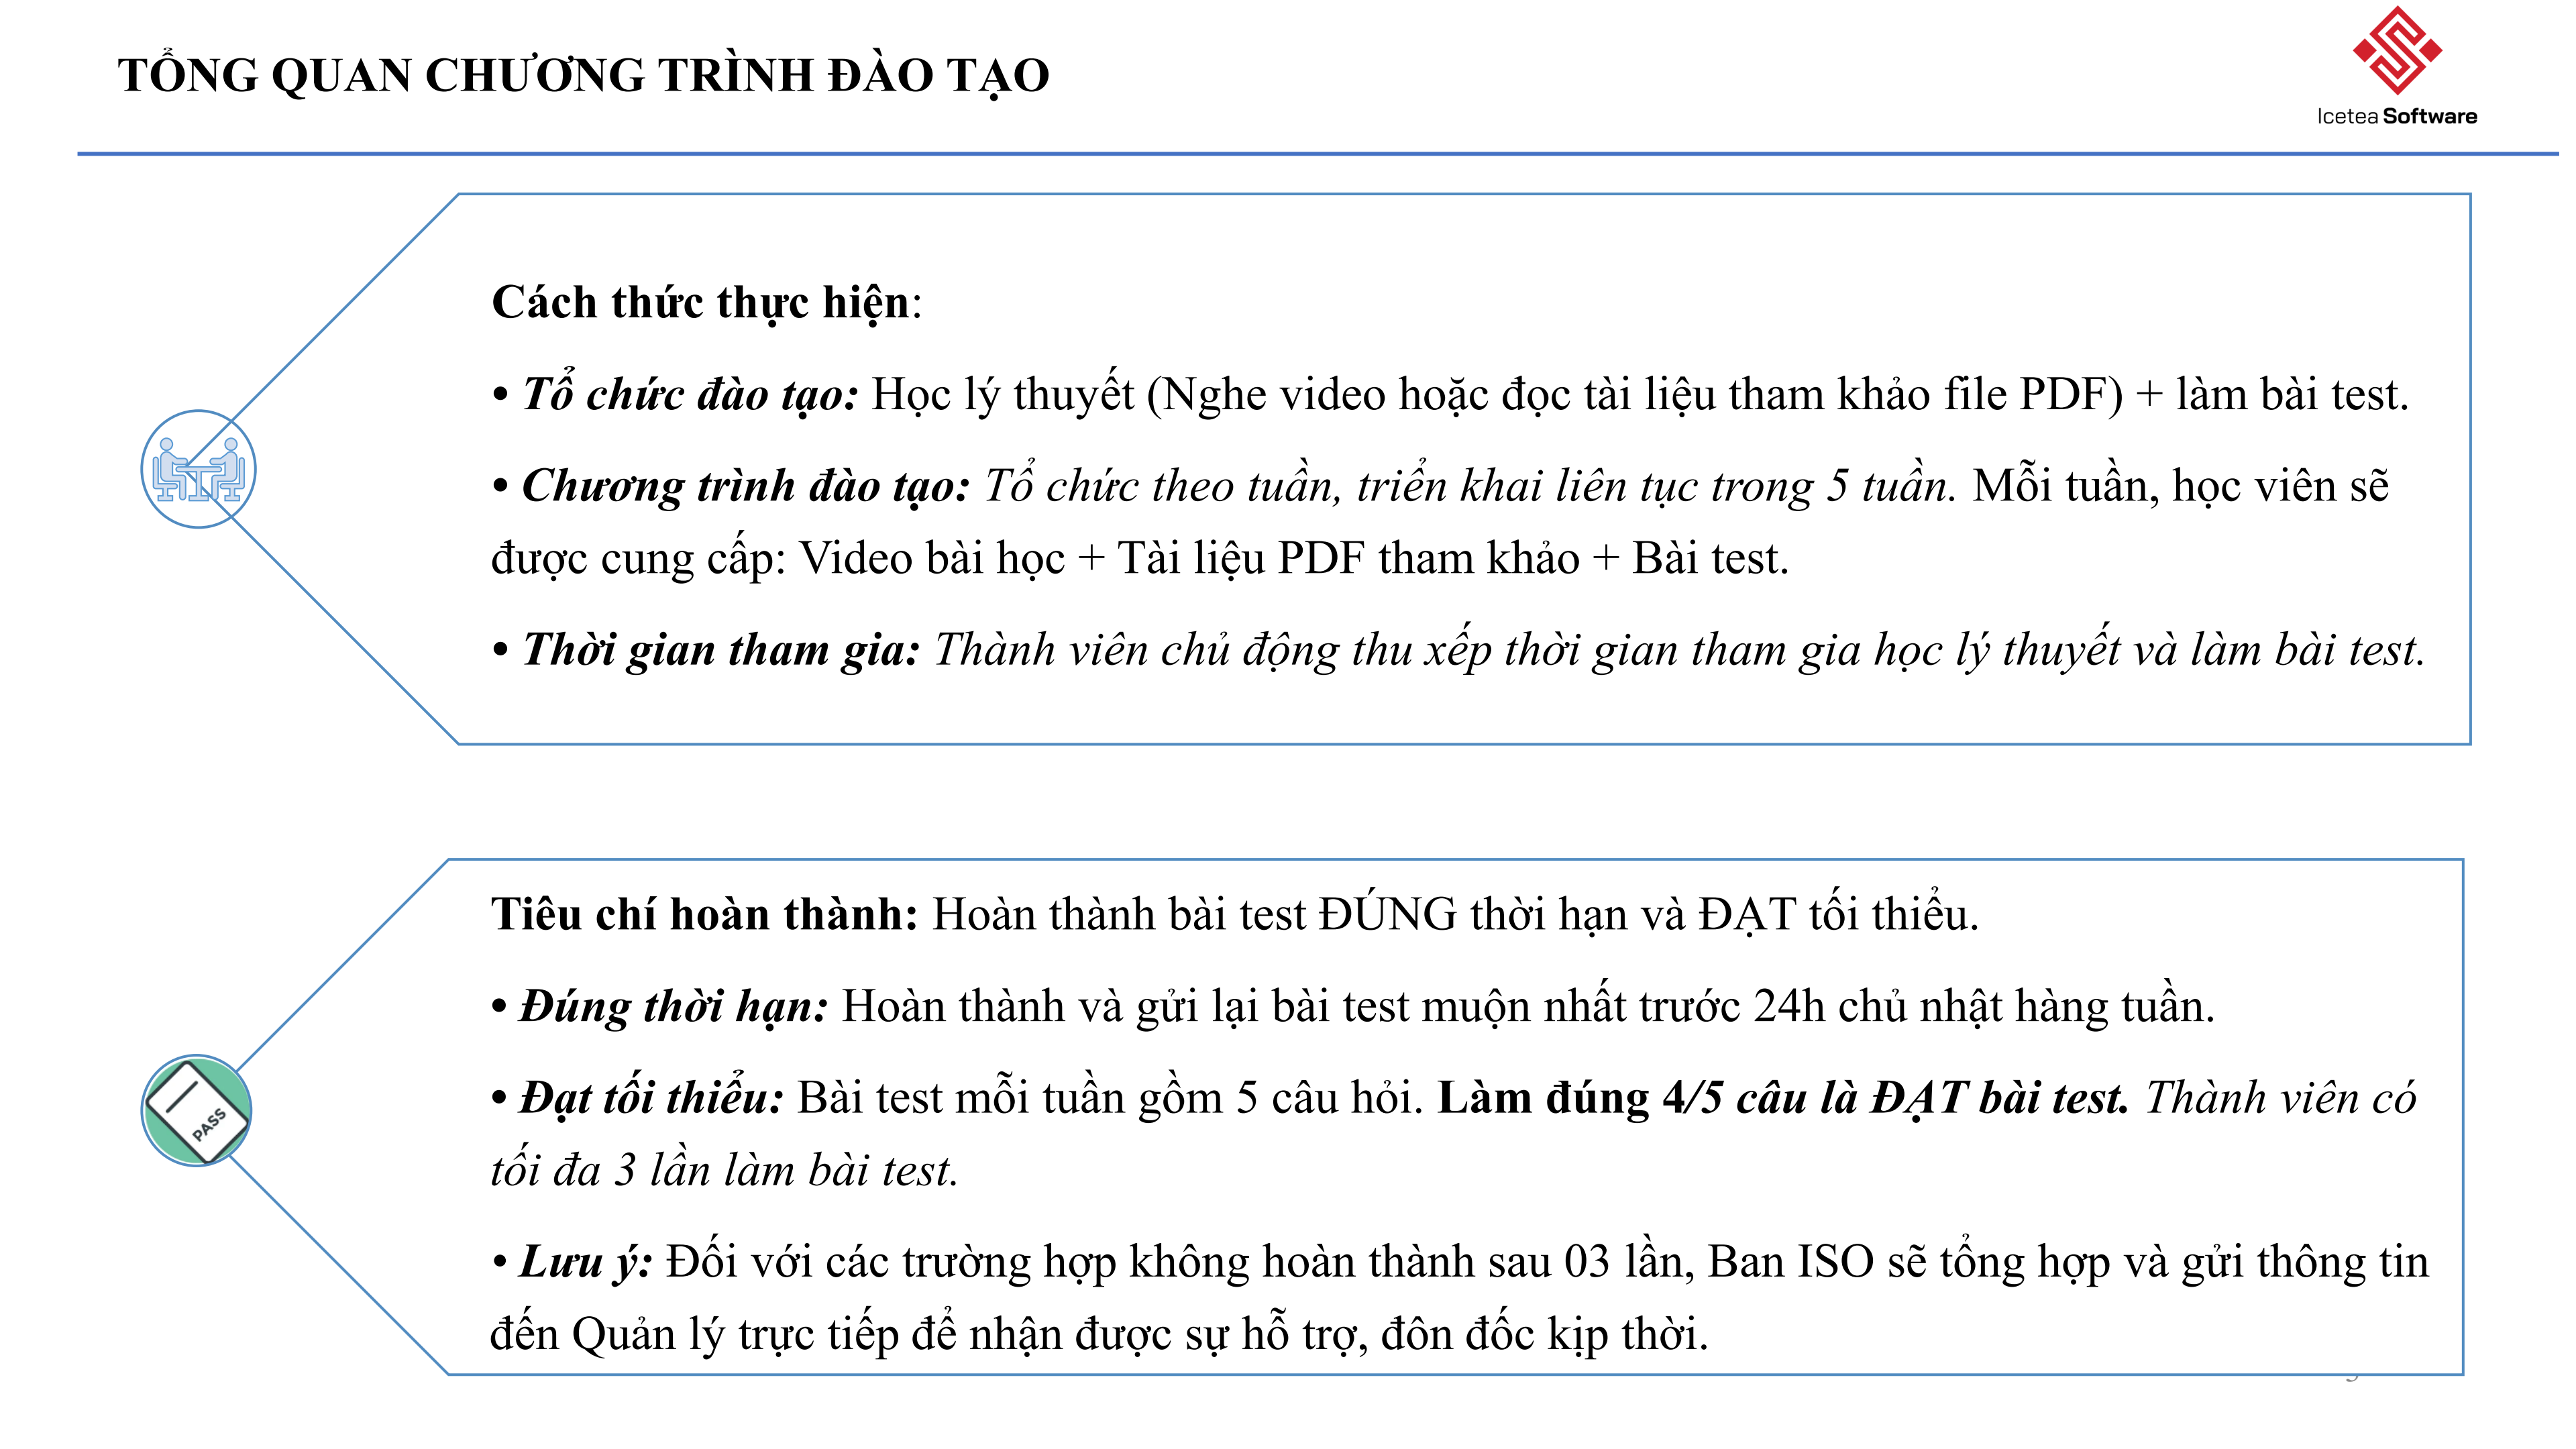 TỔNG QUAN CHƯƠNG TRÌNH ĐÀO TẠO
Icetea Software
Cách thức thực hiện:
• Tổ chức đào tạo: Học lý thuyết (Nghe video hoặc đọc tài liệu tham khảo file PDF) + làm bài test.
• Chương trình đào tạo: Tổ chức theo tuần, triển khai liên tục trong 5 tuần. Mỗi tuần, học viên sẽ
được cung cấp: Video bài học + Tài liệu PDF tham khảo + Bài test.
• Thời gian tham gia: Thành viên chủ động thu xếp thời gian tham gia học lý thuyết và làm bài test.
Tiêu chí hoàn thành: Hoàn thành bài test ĐÚNG thời hạn và ĐẠT tối thiểu.
• Đúng thời hạn: Hoàn thành và gửi lại bài test muộn nhất trước 24h chủ nhật hàng tuần.
• Đạt tối thiểu: Bài test mỗi tuần gồm 5 câu hỏi. Làm đúng 4/5 câu là ĐẠT bài test. Thành viên có
tối đa 3 lần làm bài test.
PASS
• Lưu ý: Đối với các trường hợp không hoàn thành sau 03 lần, Ban ISO sẽ tổng hợp và gửi thông tin
đến Quản lý trực tiếp để nhận được sự hỗ trợ, đôn đốc kịp thời.